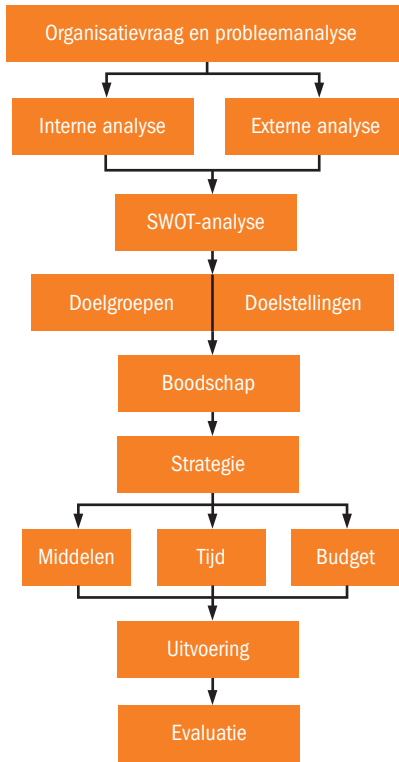 Organisatievraag en probleemanalyse
Interne analyse
Externe analyse
SWOT-analyse
Doelgroepen
Doelstellingen
Boodschap
Strategie
Middelen
Tijd
Budget
Uitvoering
Evaluatie